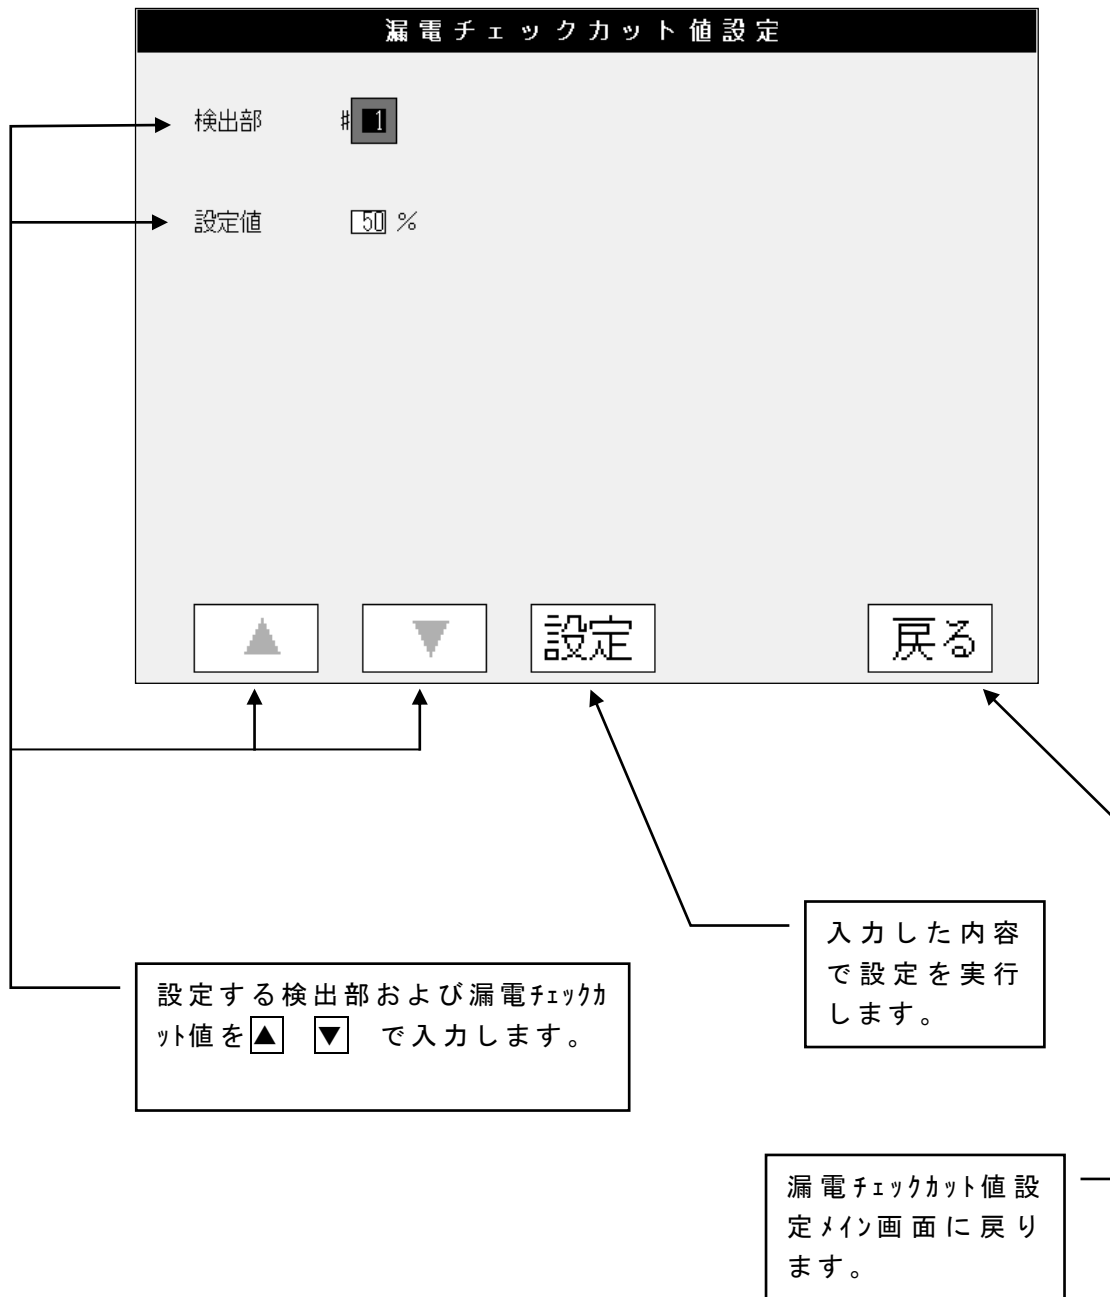 漏電チェックカット値設定
検出部 #1
設定値 50 %
▲ ▼ 設定 戻る
入力した内容
で設定を実行
します。
設定する検出部および漏電ﾁｪｯｸｶ
ｯﾄ値を▲ ▼ で入力します。
漏電ﾁｪｯｸｶｯﾄ値設
定ﾒｲﾝ画面に戻り
ます。